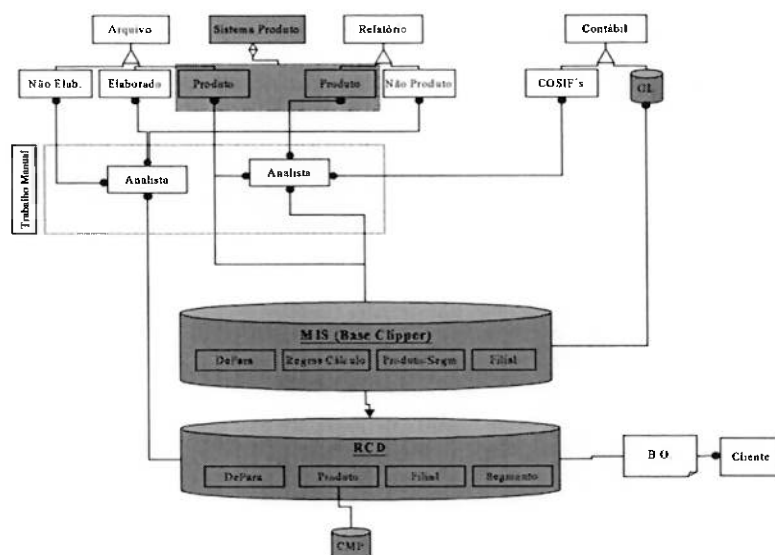 Arquivo
Sistema Produto
Relatório
Contábil
Não Elab.
Elaborado
Produto
Produto
Não Produto
COSIF´s
GL
Trabalho Manual
Analista
Analista
MIS (Base Clipper)
DePara
Regras Cálculo
Produto/Segm
Filial
RCD
DePara
Produto
Filial
Segmento
B.O.
Cliente
CMP